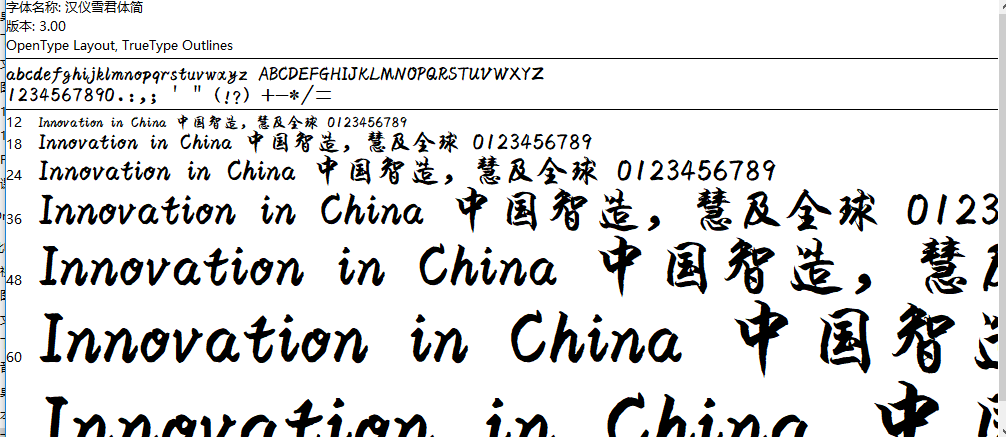 字体名称: 汉仪雪君体简
版本: 3.00
OpenType Layout, TrueType Outlines
abcdefghijklmnopqrstuvwxyz ABCDEFGHIJKLMNOPQRSTUVWXYZ
1234567890.:,; ' " (!?) +-*/=
12 Innovation in China 中国智造，慧及全球 0123456789
18 Innovation in China 中国智造，慧及全球 0123456789
24 Innovation in China 中国智造，慧及全球 0123456789
36 Innovation in China 中国智造，慧及全球 0123
48 Innovation in China 中国智造，慧
60 Innovation in China 中国智
Innovation in China 中